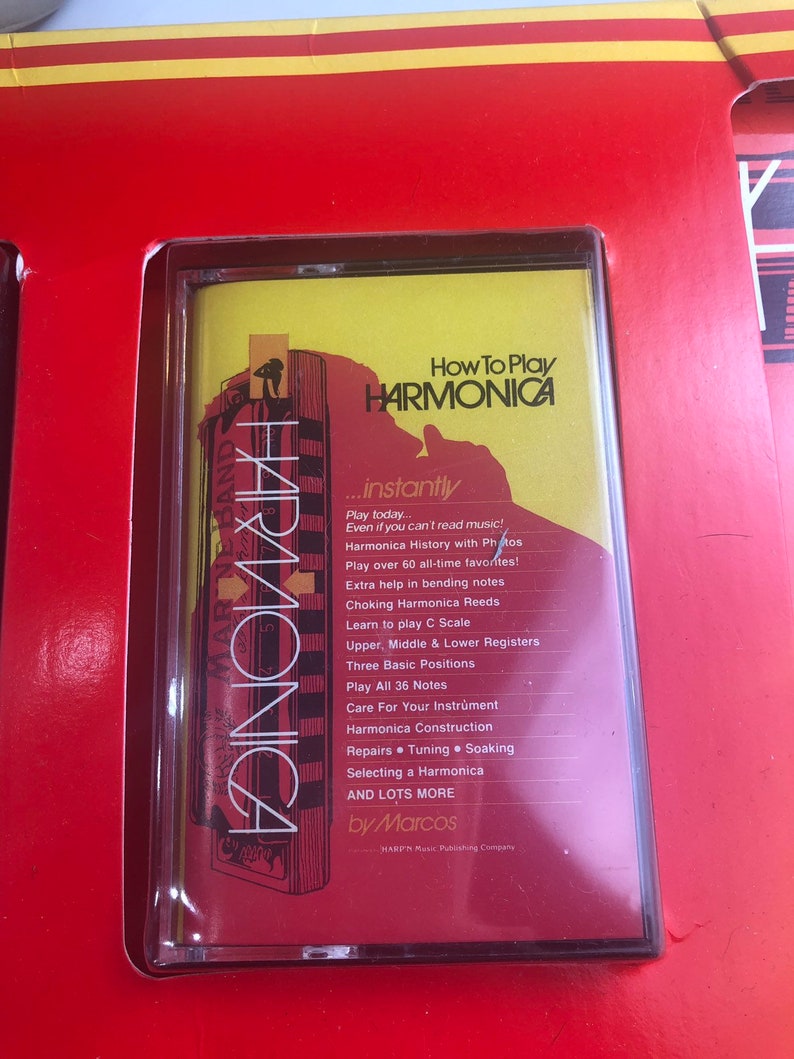 How To Play
HARMONICA
...instantly
Play today...
Even if you can't read music!
Harmonica History with Photos
Play over 60 all-time favorites!
Extra help in bending notes
Choking Harmonica Reeds
Learn to play C Scale
Upper, Middle & Lower Registers
Three Basic Positions
Play All 36 Notes
Care For Your Instrument
Harmonica Construction
Repairs • Tuning • Soaking
Selecting a Harmonica
AND LOTS MORE
by Marcos
HARP'N Music Publishing Company
HARMONICA
MARINE BAND